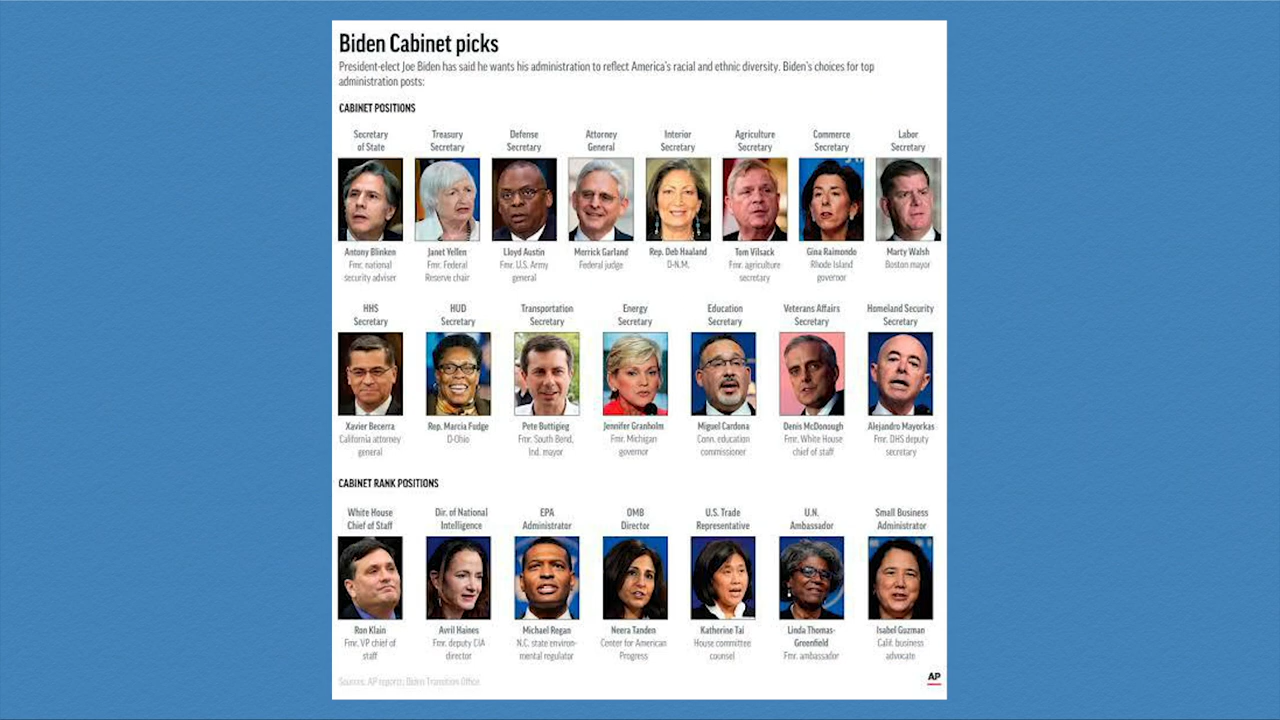 Biden Cabinet picks
President-elect Joe Biden has said he wants his administration to reflect America's racial and ethnic diversity. Biden's choices for top
administration posts:
CABINET POSITIONS
Secretary
of State
Treasury
Secretary
Defense
Secretary
Attorney
General
Interior
Secretary
Agriculture
Secretary
Commerce
Secretary
Labor
Secretary
Antony Blinken
Fmr. national
security adviser
Janet Yellen
Fmr. Federal
Reserve chair
Lloyd Austin
Fmr. U.S. Army
general
Merrick Garland
Federal judge
Rep. Deb Haaland
D-N.M.
Tom Vilsack
Fmr. agriculture
secretary
Gina Raimondo
Rhode Island
governor
Marty Walsh
Boston mayor
HHS
Secretary
HUD
Secretary
Transportation
Secretary
Energy
Secretary
Education
Secretary
Veterans Affairs
Secretary
Homeland Security
Secretary
Xavier Becerra
California attorney
general
Rep. Marcia Fudge
D-Ohio
Pete Buttigieg
Fmr. South Bend,
Ind. mayor
Jennifer Granholm
Fmr. Michigan
governor
Miguel Cardona
Conn. education
commissioner
Denis McDonough
Fmr. White House
chief of staff
Alejandro Mayorkas
Fmr. DHS deputy
secretary
CABINET RANK POSITIONS
White House
Chief of Staff
Dir. of National
Intelligence
EPA
Administrator
OMB
Director
U.S. Trade
Representative
U.N.
Ambassador
Small Business
Administrator
Ron Klain
Fmr. VP chief of
staff
Avril Haines
Fmr. deputy CIA
director
Michael Regan
N.C. state environ-
mental regulator
Neera Tanden
Center for American
Progress
Katherine Tai
House committee
counsel
Linda Thomas-
Greenfield
Fmr. ambassador
Isabel Guzman
Calif. business
advocate
Sources: AP reports; Biden Transition Office.
AP